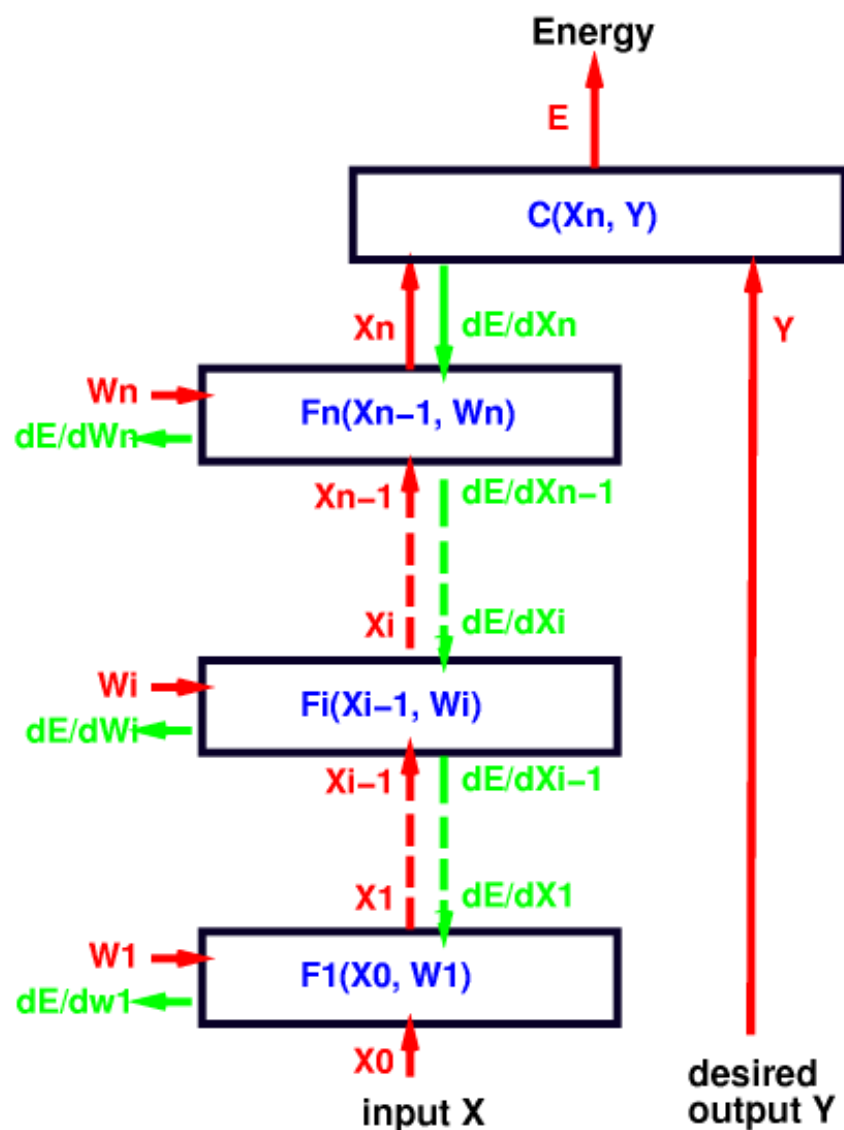 Energy
E
C(Xn, Y)
Xn
dE/dXn
Y
Wn
Fn(Xn−1, Wn)
dE/dWn
Xn−1
dE/dXn−1
Xi
dE/dXi
Wi
Fi(Xi−1, Wi)
dE/dWi
Xi−1
dE/dXi−1
X1
dE/dX1
W1
F1(X0, W1)
dE/dw1
X0
input X
desired
output Y